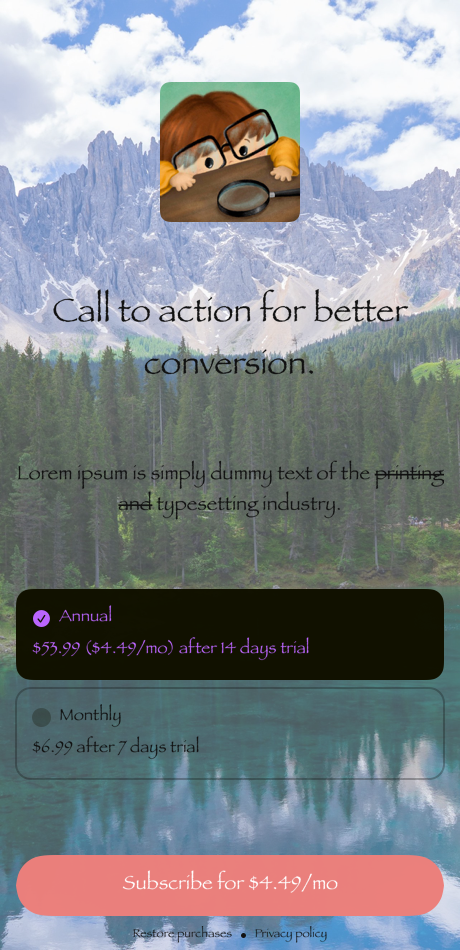 Call to action for better
conversion.
Lorem ipsum is simply dummy text of the printing
and typesetting industry.
Annual
$53.99 ($4.49/mo) after 14 days trial
Monthly
$6.99 after 7 days trial
Subscribe for $4.49/mo
Restore purchases • Privacy policy